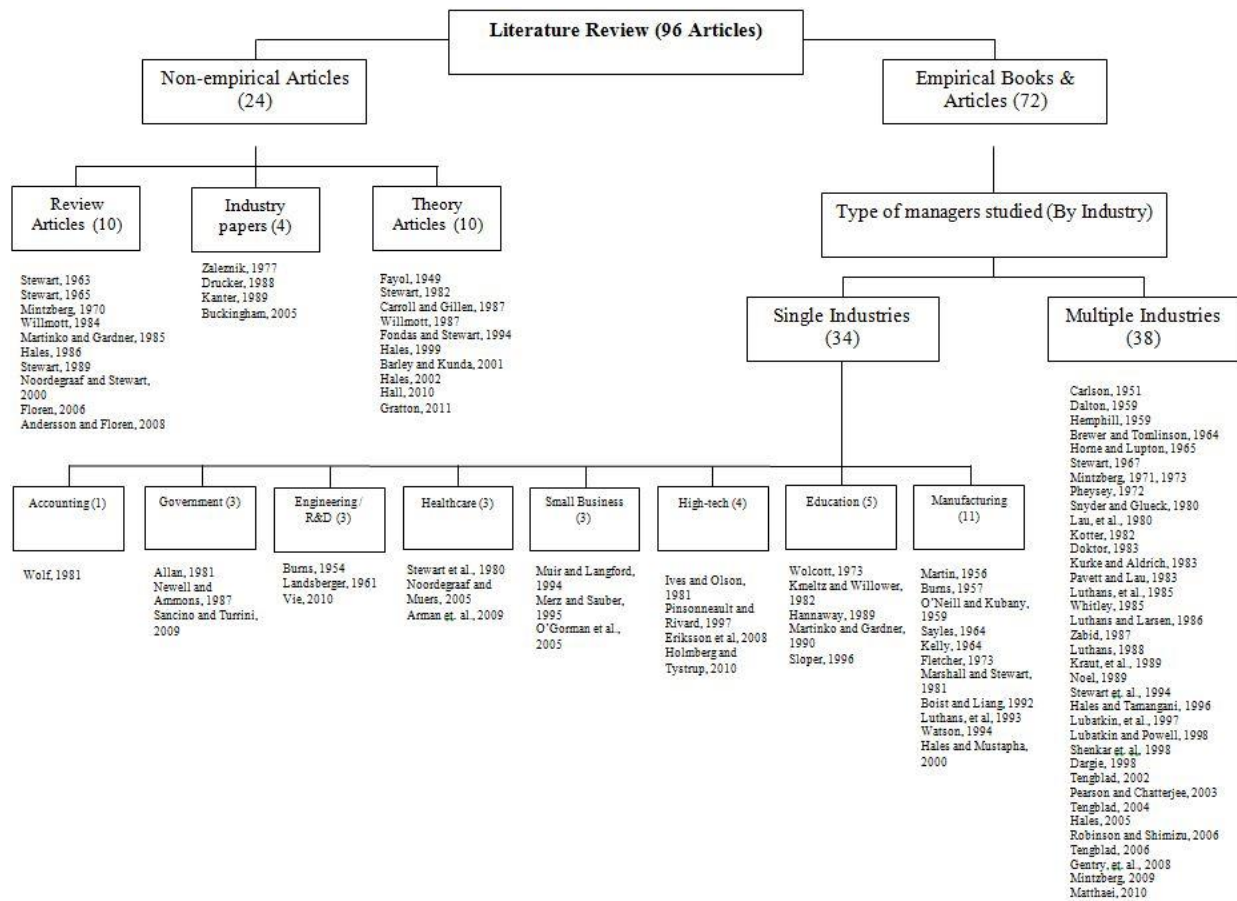 Literature Review (96 Articles)
Non-empirical Articles
(24)
Empirical Books &
Articles (72)
Review
Articles (10)
Industry
papers (4)
Theory
Articles (10)
Type of managers studied (By Industry)
Stewart, 1963
Stewart, 1965
Mintzberg, 1970
Willmott, 1984
Martinko and Gardner, 1985
Hales, 1986
Stewart, 1989
Noordegraaf and Stewart,
2000
Floren, 2006
Andersson and Floren, 2008
Zaleznik, 1977
Drucker, 1988
Kanter, 1989
Buckingham, 2005
Fayol, 1949
Stewart, 1982
Carroll and Gillen, 1987
Willmott, 1987
Fondas and Stewart, 1994
Hales, 1999
Barley and Kunda, 2001
Hales, 2002
Hall, 2010
Gratton, 2011
Single Industries
(34)
Multiple Industries
(38)
Accounting (1)
Government (3)
Engineering/
R&D (3)
Healthcare (3)
Small Business
(3)
High-tech (4)
Education (5)
Manufacturing
(11)
Wolf, 1981
Allan, 1981
Newell and
Ammons, 1987
Sancino and Turrini,
2009
Burns, 1954
Landsberger, 1961
Vie, 2010
Stewart et al., 1980
Noordegraaf and
Muers, 2005
Arman et. al., 2009
Muir and Langford,
1994
Merz and Sauber,
1995
O'Gorman et al.,
2005
Ives and Olson,
1981
Pinsonneault and
Rivard, 1997
Eriksson et al, 2008
Holmberg and
Tystrup, 2010
Wolcott, 1973
Kmeltz and Willower,
1982
Hannaway, 1989
Martinko and Gardner,
1990
Sloper, 1996
Martin, 1956
Burns, 1957
O'Neill and Kubany,
1959
Sayles, 1964
Kelly, 1964
Fletcher, 1973
Marshall and Stewart,
1981
Boist and Liang, 1992
Luthans, et al, 1993
Watson, 1994
Hales and Mustapha,
2000
Carlson, 1951
Dalton, 1959
Hemphill, 1959
Brewer and Tomlinson, 1964
Horne and Lupton, 1965
Stewart, 1967
Mintzberg, 1971, 1973
Pheysey, 1972
Snyder and Glueck, 1980
Lau, et al., 1980
Kotter, 1982
Doktor, 1983
Kurke and Aldrich, 1983
Pavett and Lau, 1983
Luthans, et al., 1985
Whitley, 1985
Luthans and Larsen, 1986
Zabid, 1987
Luthans, 1988
Kraut, et al., 1989
Noel, 1989
Stewart et. al., 1994
Hales and Tamangani, 1996
Lubatkin, et al., 1997
Lubatkin and Powell, 1998
Shenkar et. al, 1998
Dargie, 1998
Tengblad, 2002
Pearson and Chatterjee, 2003
Tengblad, 2004
Hales, 2005
Robinson and Shimizu, 2006
Tengblad, 2006
Gentry, et. al., 2008
Mintzberg, 2009
Matthaei, 2010